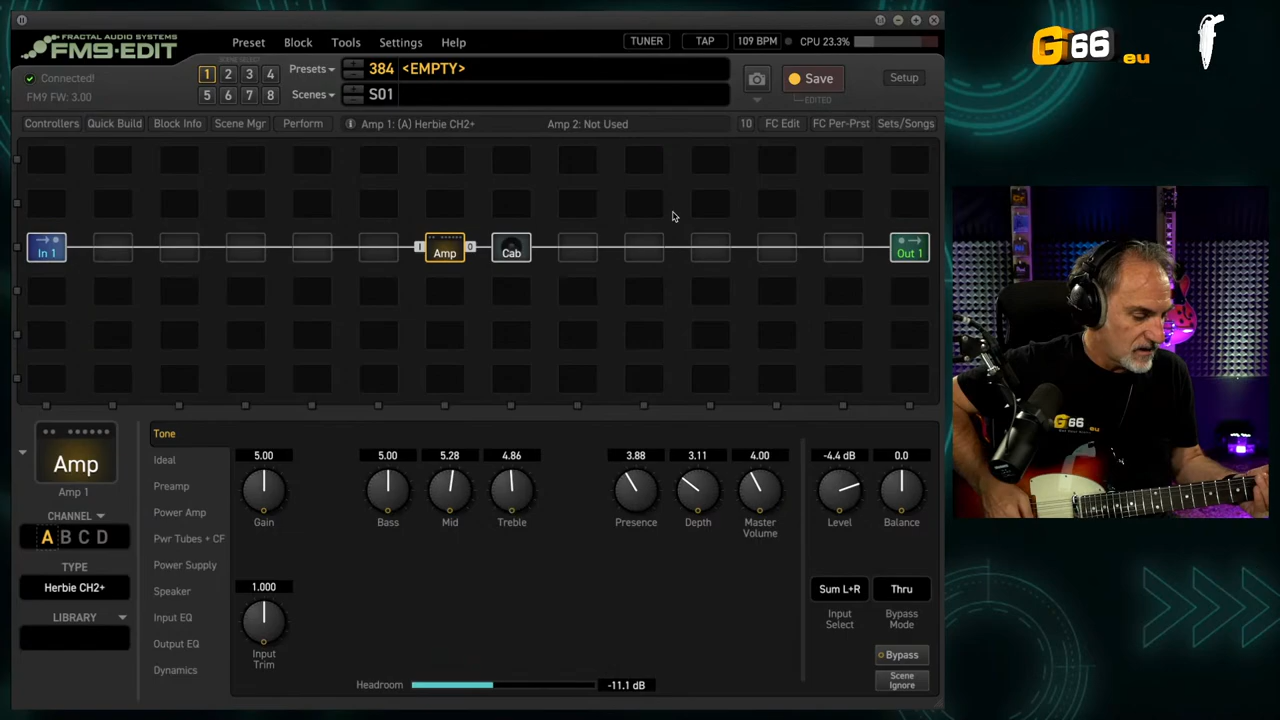 FRACTAL AUDIO SYSTEMS
FM9-EDIT
Preset Block Tools Settings Help
TUNER TAP 109 BPM CPU 23.3%
Connected!
FM9 FW: 3.00
SCENE SELECT
1 2 3 4
5 6 7 8
Presets 384 <EMPTY>
Scenes S01
Save
EDITED
Setup
Controllers Quick Build Block Info Scene Mgr Perform
Amp 1: (A) Herbie CH2+ Amp 2: Not Used
10 FC Edit FC Per-Prst Sets/Songs
In 1 I Amp O Cab Out 1
Amp
Amp 1
CHANNEL
A B C D
TYPE
Herbie CH2+
LIBRARY
Tone
Ideal
Preamp
Power Amp
Pwr Tubes + CF
Power Supply
Speaker
Input EQ
Output EQ
Dynamics
5.00 5.00 5.28 4.86 3.88 3.11 4.00 -4.4 dB 0.0
Gain Bass Mid Treble Presence Depth Master Volume Level Balance
1.000
Input Trim
Sum L+R Thru
Input Select Bypass Mode
Bypass
Scene Ignore
Headroom -11.1 dB
G66
eu
G66
eu